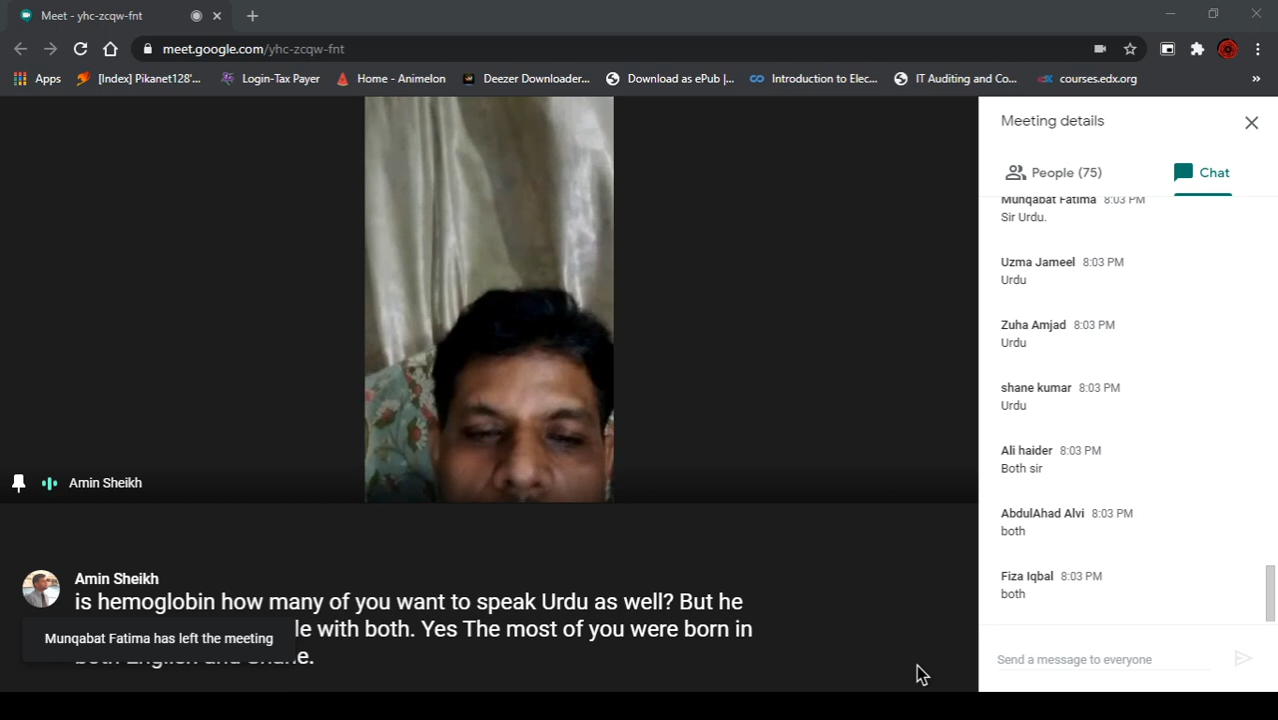 Meet - yhc-zcqw-fnt
meet.google.com/yhc-zcqw-fnt
Apps
[Index] Pikanet128'...
Login-Tax Payer
Home - Animelon
Deezer Downloader...
Download as ePub |...
Introduction to Elec...
IT Auditing and Co...
courses.edx.org
»
Meeting details
People (75)
Chat
Munqabat Fatima 8:03 PM
Sir Urdu.
Uzma Jameel 8:03 PM
Urdu
Zuha Amjad 8:03 PM
Urdu
shane kumar 8:03 PM
Urdu
Ali haider 8:03 PM
Both sir
AbdulAhad Alvi 8:03 PM
both
Fiza Iqbal 8:03 PM
both
Send a message to everyone
Amin Sheikh
Amin Sheikh
is hemoglobin how many of you want to speak Urdu as well? But he
le with both. Yes The most of you were born in
Munqabat Fatima has left the meeting
both English and